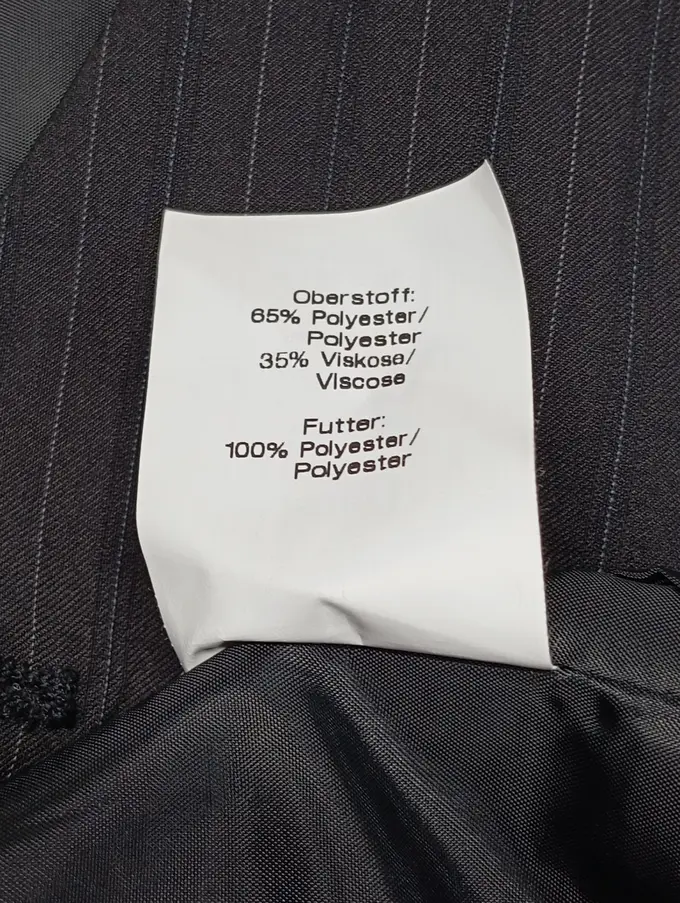 Oberstoff:
65% Polyester/
Polyester
35% Viskose/
Viscose
Futter:
100% Polyester/
Polyester